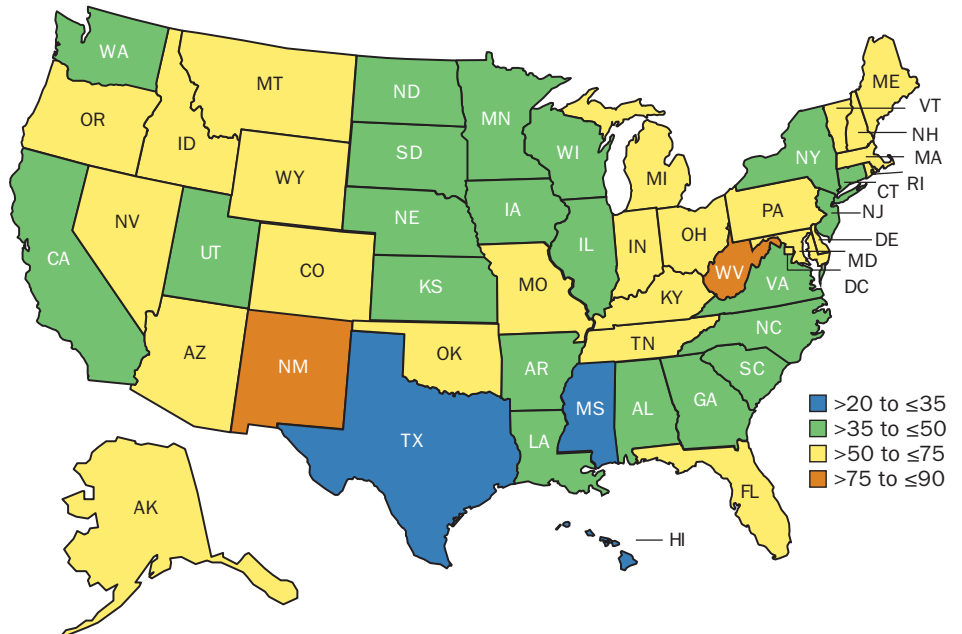 WA
MT
ND
MN
ME
VT
NH
MA
RI
CT
NJ
DE
MD
DC
OR
ID
SD
WI
NY
WY
MI
NV
NE
IA
PA
CA
UT
CO
KS
IL
IN
OH
WV
VA
MO
KY
AZ
NM
OK
AR
TN
NC
SC
TX
LA
MS
AL
GA
FL
>20 to ≤35
>35 to ≤50
>50 to ≤75
>75 to ≤90
AK
HI